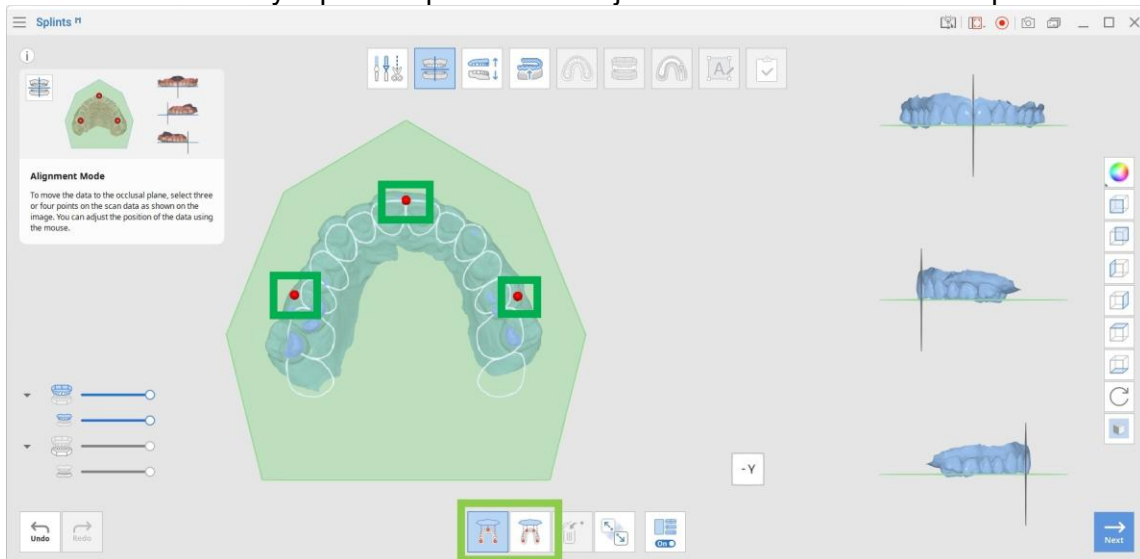 Splints
Alignment Mode
To move the data to the occlusal plane, select three
or four points on the scan data as shown on the
image. You can adjust the position of the data using
the mouse.
-Y
On
Undo
Redo
Next